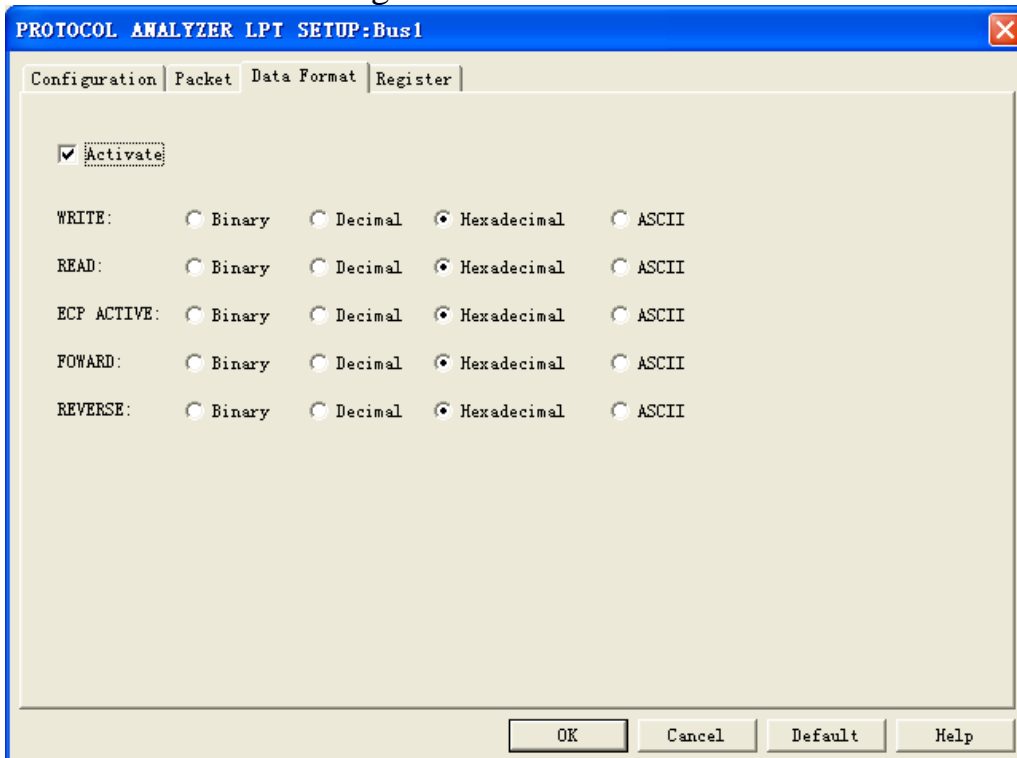 PROTOCOL ANALYZER LPT SETUP:Bus1
Configuration Packet Data Format Register
Activate
WRITE: Binary Decimal Hexadecimal ASCII
READ: Binary Decimal Hexadecimal ASCII
ECP ACTIVE: Binary Decimal Hexadecimal ASCII
FOWARD: Binary Decimal Hexadecimal ASCII
REVERSE: Binary Decimal Hexadecimal ASCII
OK Cancel Default Help